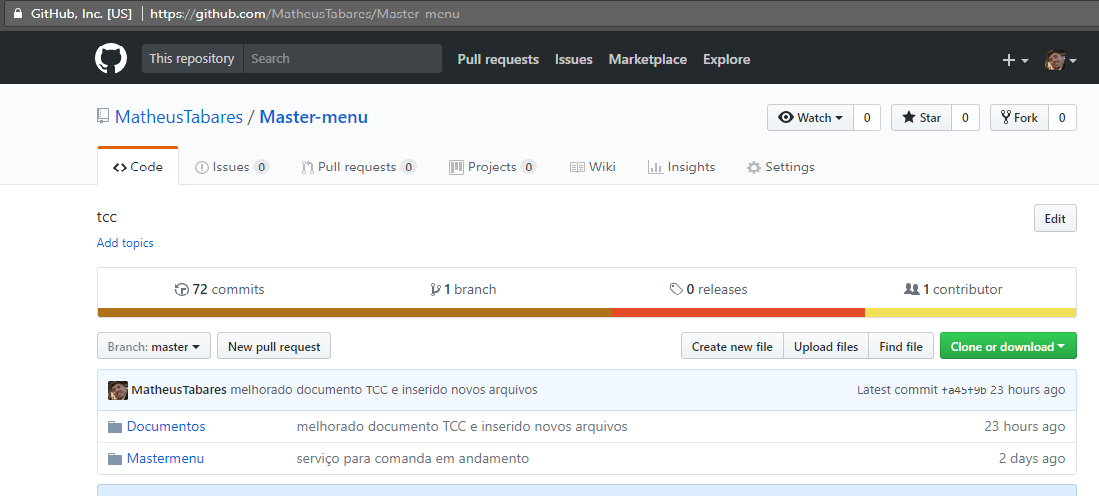 GitHub, Inc. [US] https://github.com/MatheusTabares/Master-menu
This repository Search Pull requests Issues Marketplace Explore
MatheusTabares / Master-menu Watch 0 Star 0 Fork 0
Code Issues 0 Pull requests 0 Projects 0 Wiki Insights Settings
tcc Edit
Add topics
72 commits 1 branch 0 releases 1 contributor
Branch: master New pull request Create new file Upload files Find file Clone or download
MatheusTabares melhorado documento TCC e inserido novos arquivos Latest commit 23 hours ago
Documentos melhorado documento TCC e inserido novos arquivos 23 hours ago
Mastermenu serviço para comanda em andamento 2 days ago